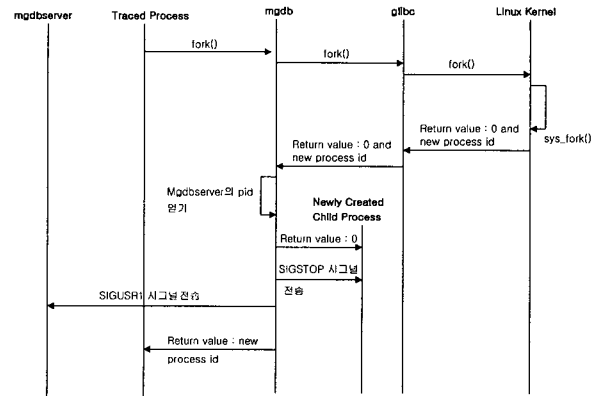 mgdbserver
Traced Process
mgdb
glibc
Linux Kernel
fork()
fork()
fork()
sys_fork()
Return value : 0 and
new process id
Return value : 0 and
new process id
Mgdbserver의 pid
얻기
Newly Created
Child Process
Return value : 0
SIGSTOP 시그널
전송
SIGUSR1 시그널 전송
Return value : new
process id